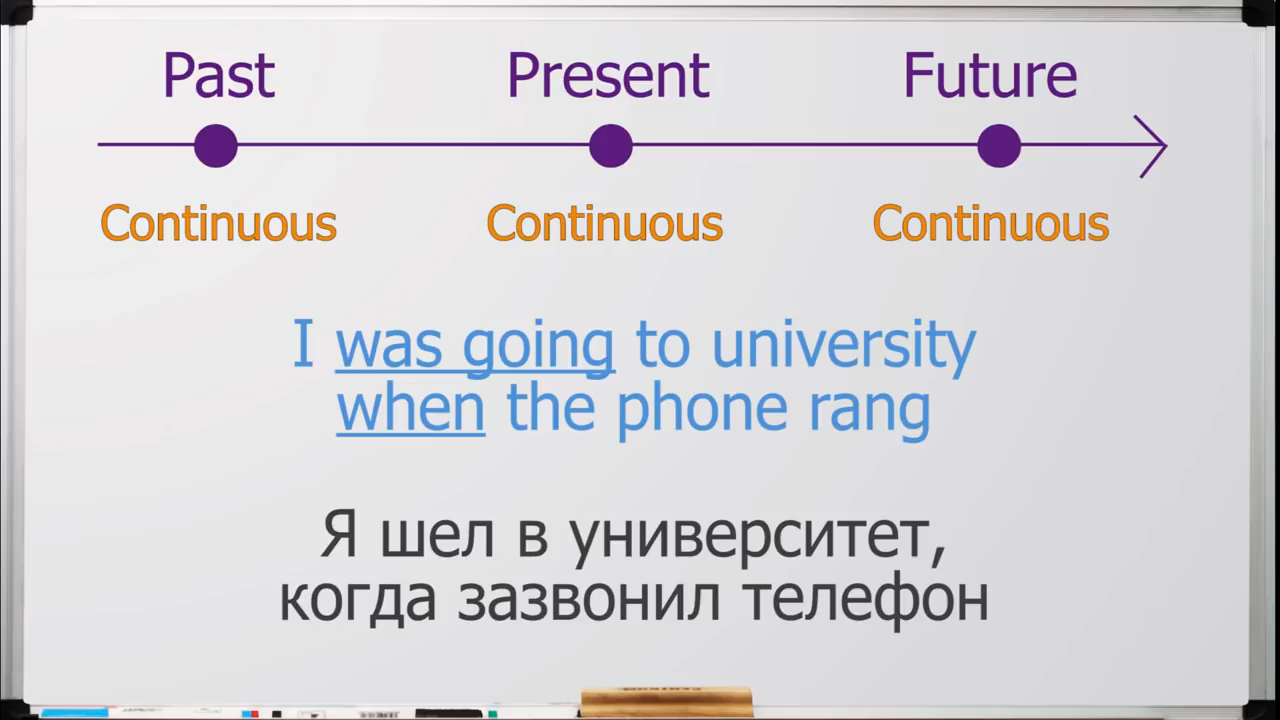 Past Present Future
Continuous Continuous Continuous
I was going to university
when the phone rang
Я шел в университет,
когда зазвонил телефон